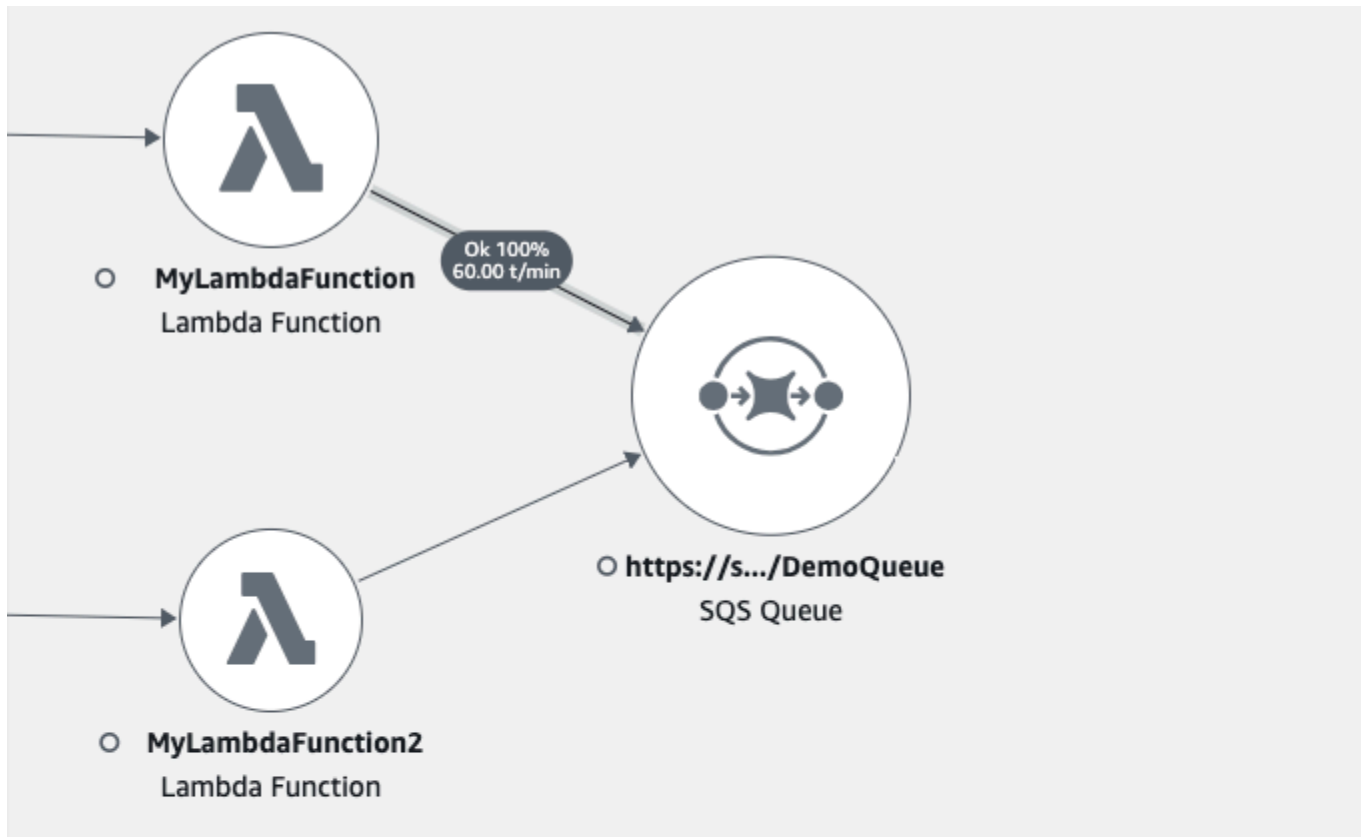 Ok 100%
60.00 t/min
MyLambdaFunction
Lambda Function
https://s.../DemoQueue
SQS Queue
MyLambdaFunction2
Lambda Function